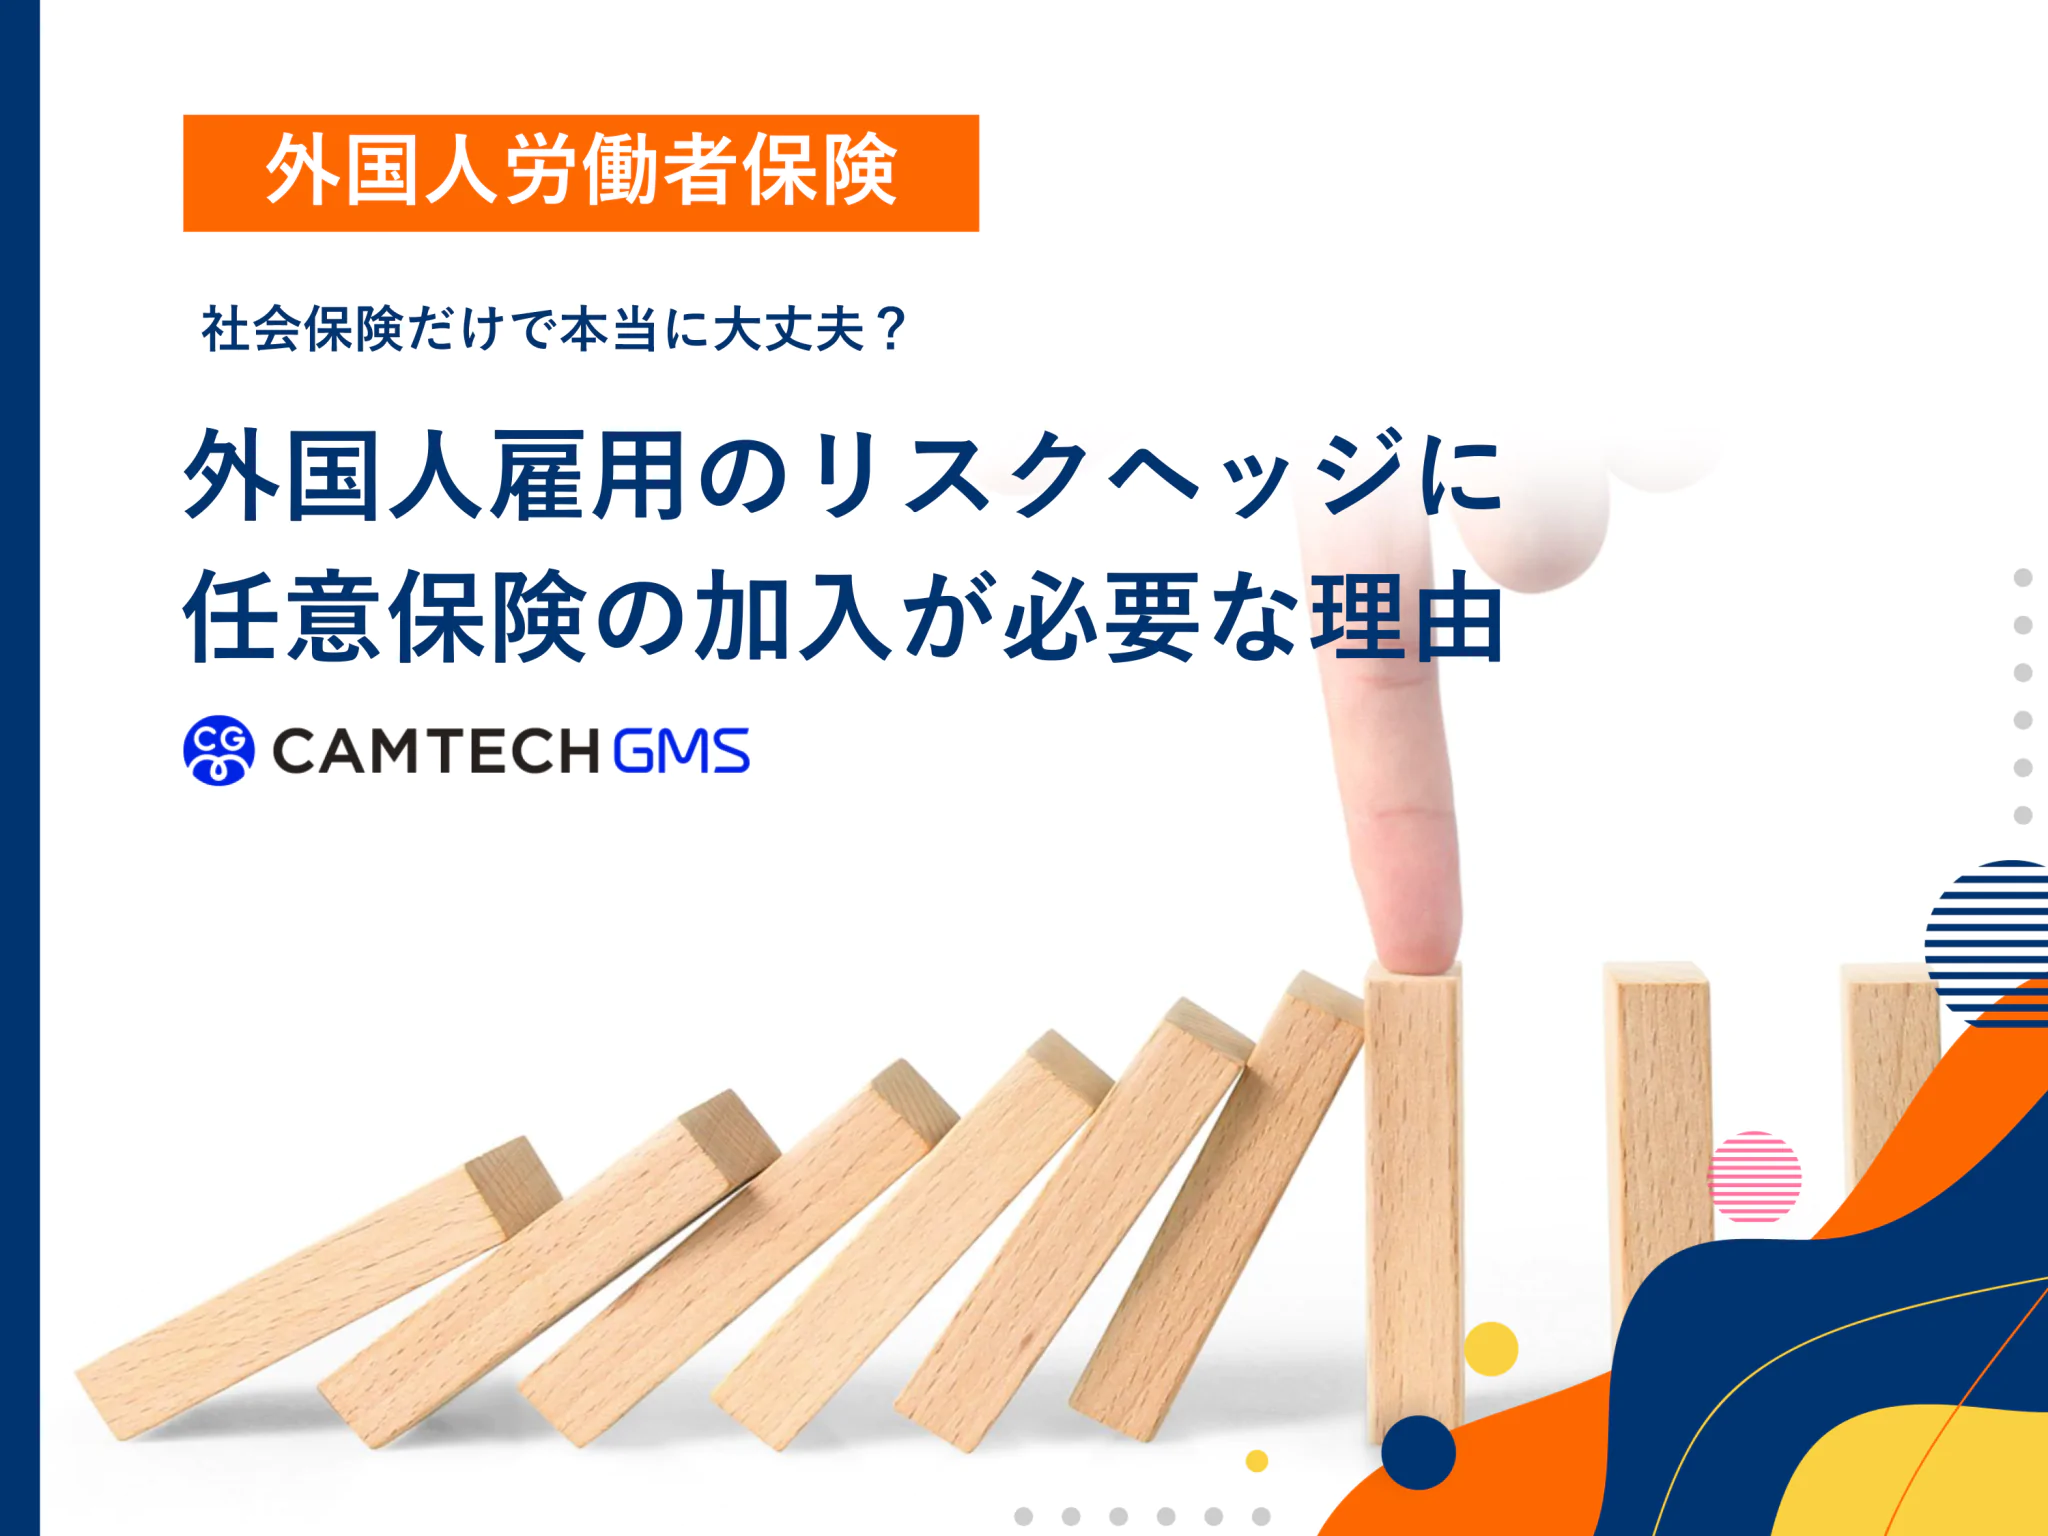 外国人労働者保険
社会保険だけで本当に大丈夫？
外国人雇用のリスクヘッジに
任意保険の加入が必要な理由
CG CAMTECH GMS